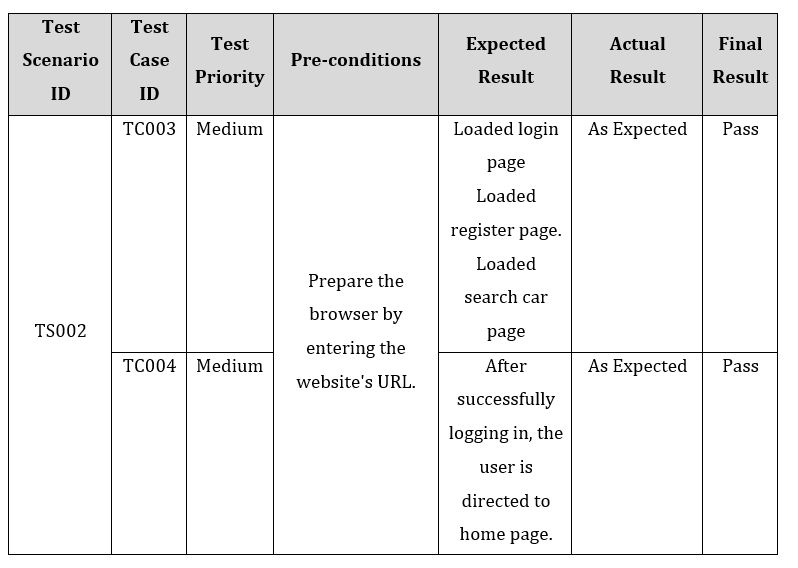 Test Scenario ID
Test Case ID
Test Priority
Pre-conditions
Expected Result
Actual Result
Final Result
TS002
TC003
Medium
Prepare the
browser by
entering the
website's URL.
Loaded login
page
Loaded
register page.
Loaded
search car
page
As Expected
Pass
TC004
Medium
After
successfully
logging in, the
user is
directed to
home page.
As Expected
Pass